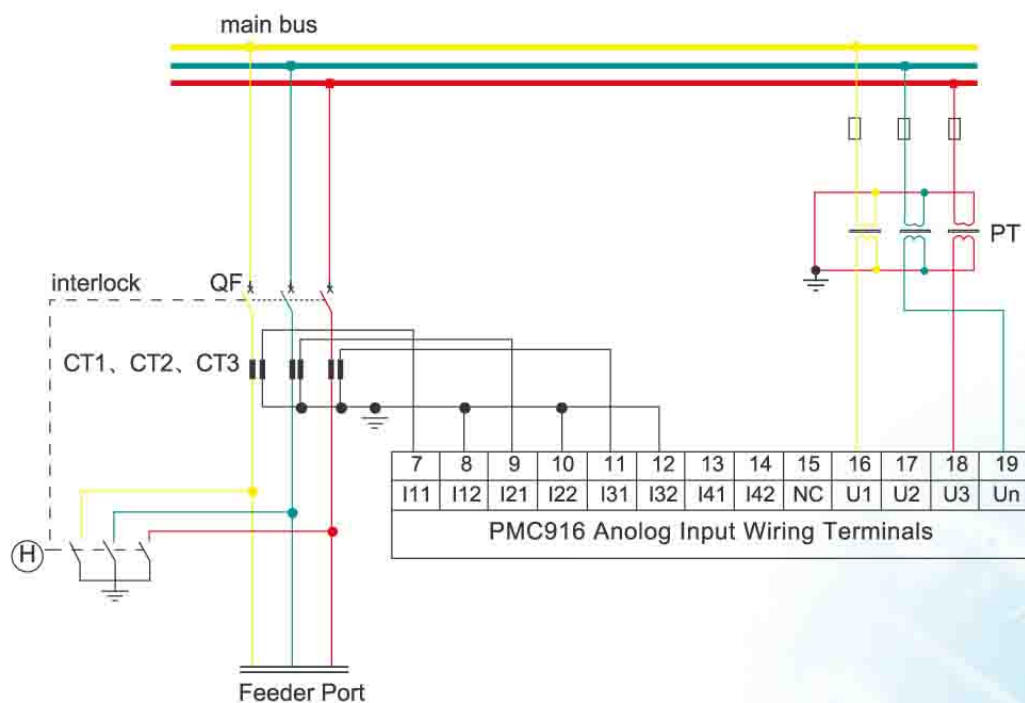 main bus
PT
interlock
QF
CT1、CT2、CT3
7 8 9 10 11 12 13 14 15 16 17 18 19
I11 I12 I21 I22 I31 I32 I41 I42 NC U1 U2 U3 Un
PMC916 Anolog Input Wiring Terminals
H
Feeder Port